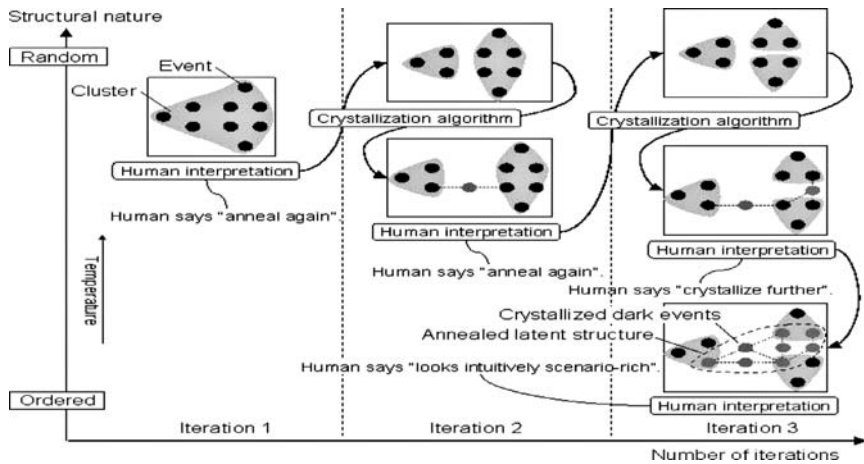 Structural nature
Random
Event
Cluster
Human interpretation
Human says "anneal again".
Temperature
Ordered
Crystallization algorithm
Human interpretation
Human says "anneal again".
Crystallization algorithm
Human interpretation
Human says "crystallize further".
Crystallized dark events
Annealed latent structure
Human says "looks intuitively scenario-rich".
Human interpretation
Iteration 1
Iteration 2
Iteration 3
Number of iterations